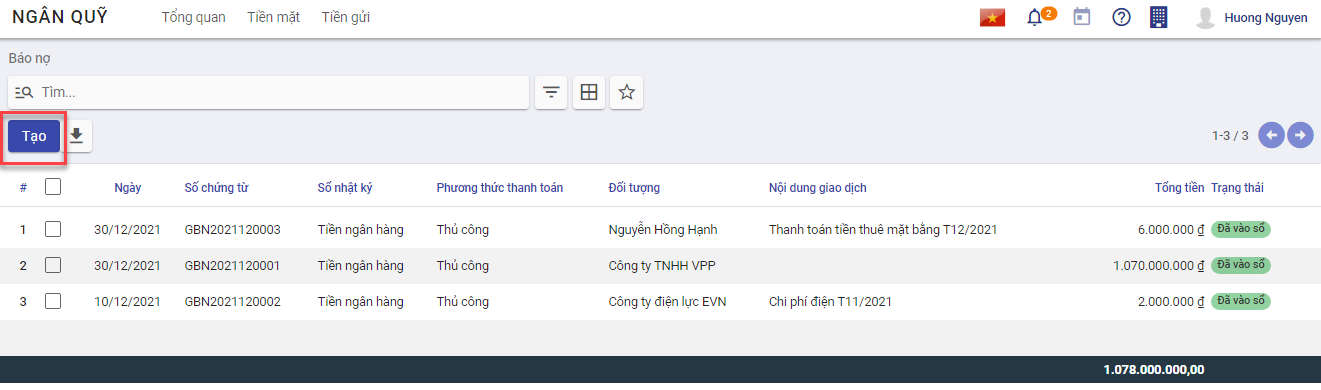 NGÂN QUỸ Tổng quan Tiền mặt Tiền gửi 2 Huong Nguyen
Báo nợ
Tìm...
Tạo 1-3 / 3
# Ngày Số chứng từ Sổ nhật ký Phương thức thanh toán Đối tượng Nội dung giao dịch Tổng tiền Trạng thái
1 30/12/2021 GBN2021120003 Tiền ngân hàng Thủ công Nguyễn Hồng Hạnh Thanh toán tiền thuê mặt bằng T12/2021 6.000.000 ₫ Đã vào sổ
2 30/12/2021 GBN2021120001 Tiền ngân hàng Thủ công Công ty TNHH VPP 1.070.000.000 ₫ Đã vào sổ
3 10/12/2021 GBN2021120002 Tiền ngân hàng Thủ công Công ty điện lực EVN Chi phí điện T11/2021 2.000.000 ₫ Đã vào sổ
1.078.000.000,00